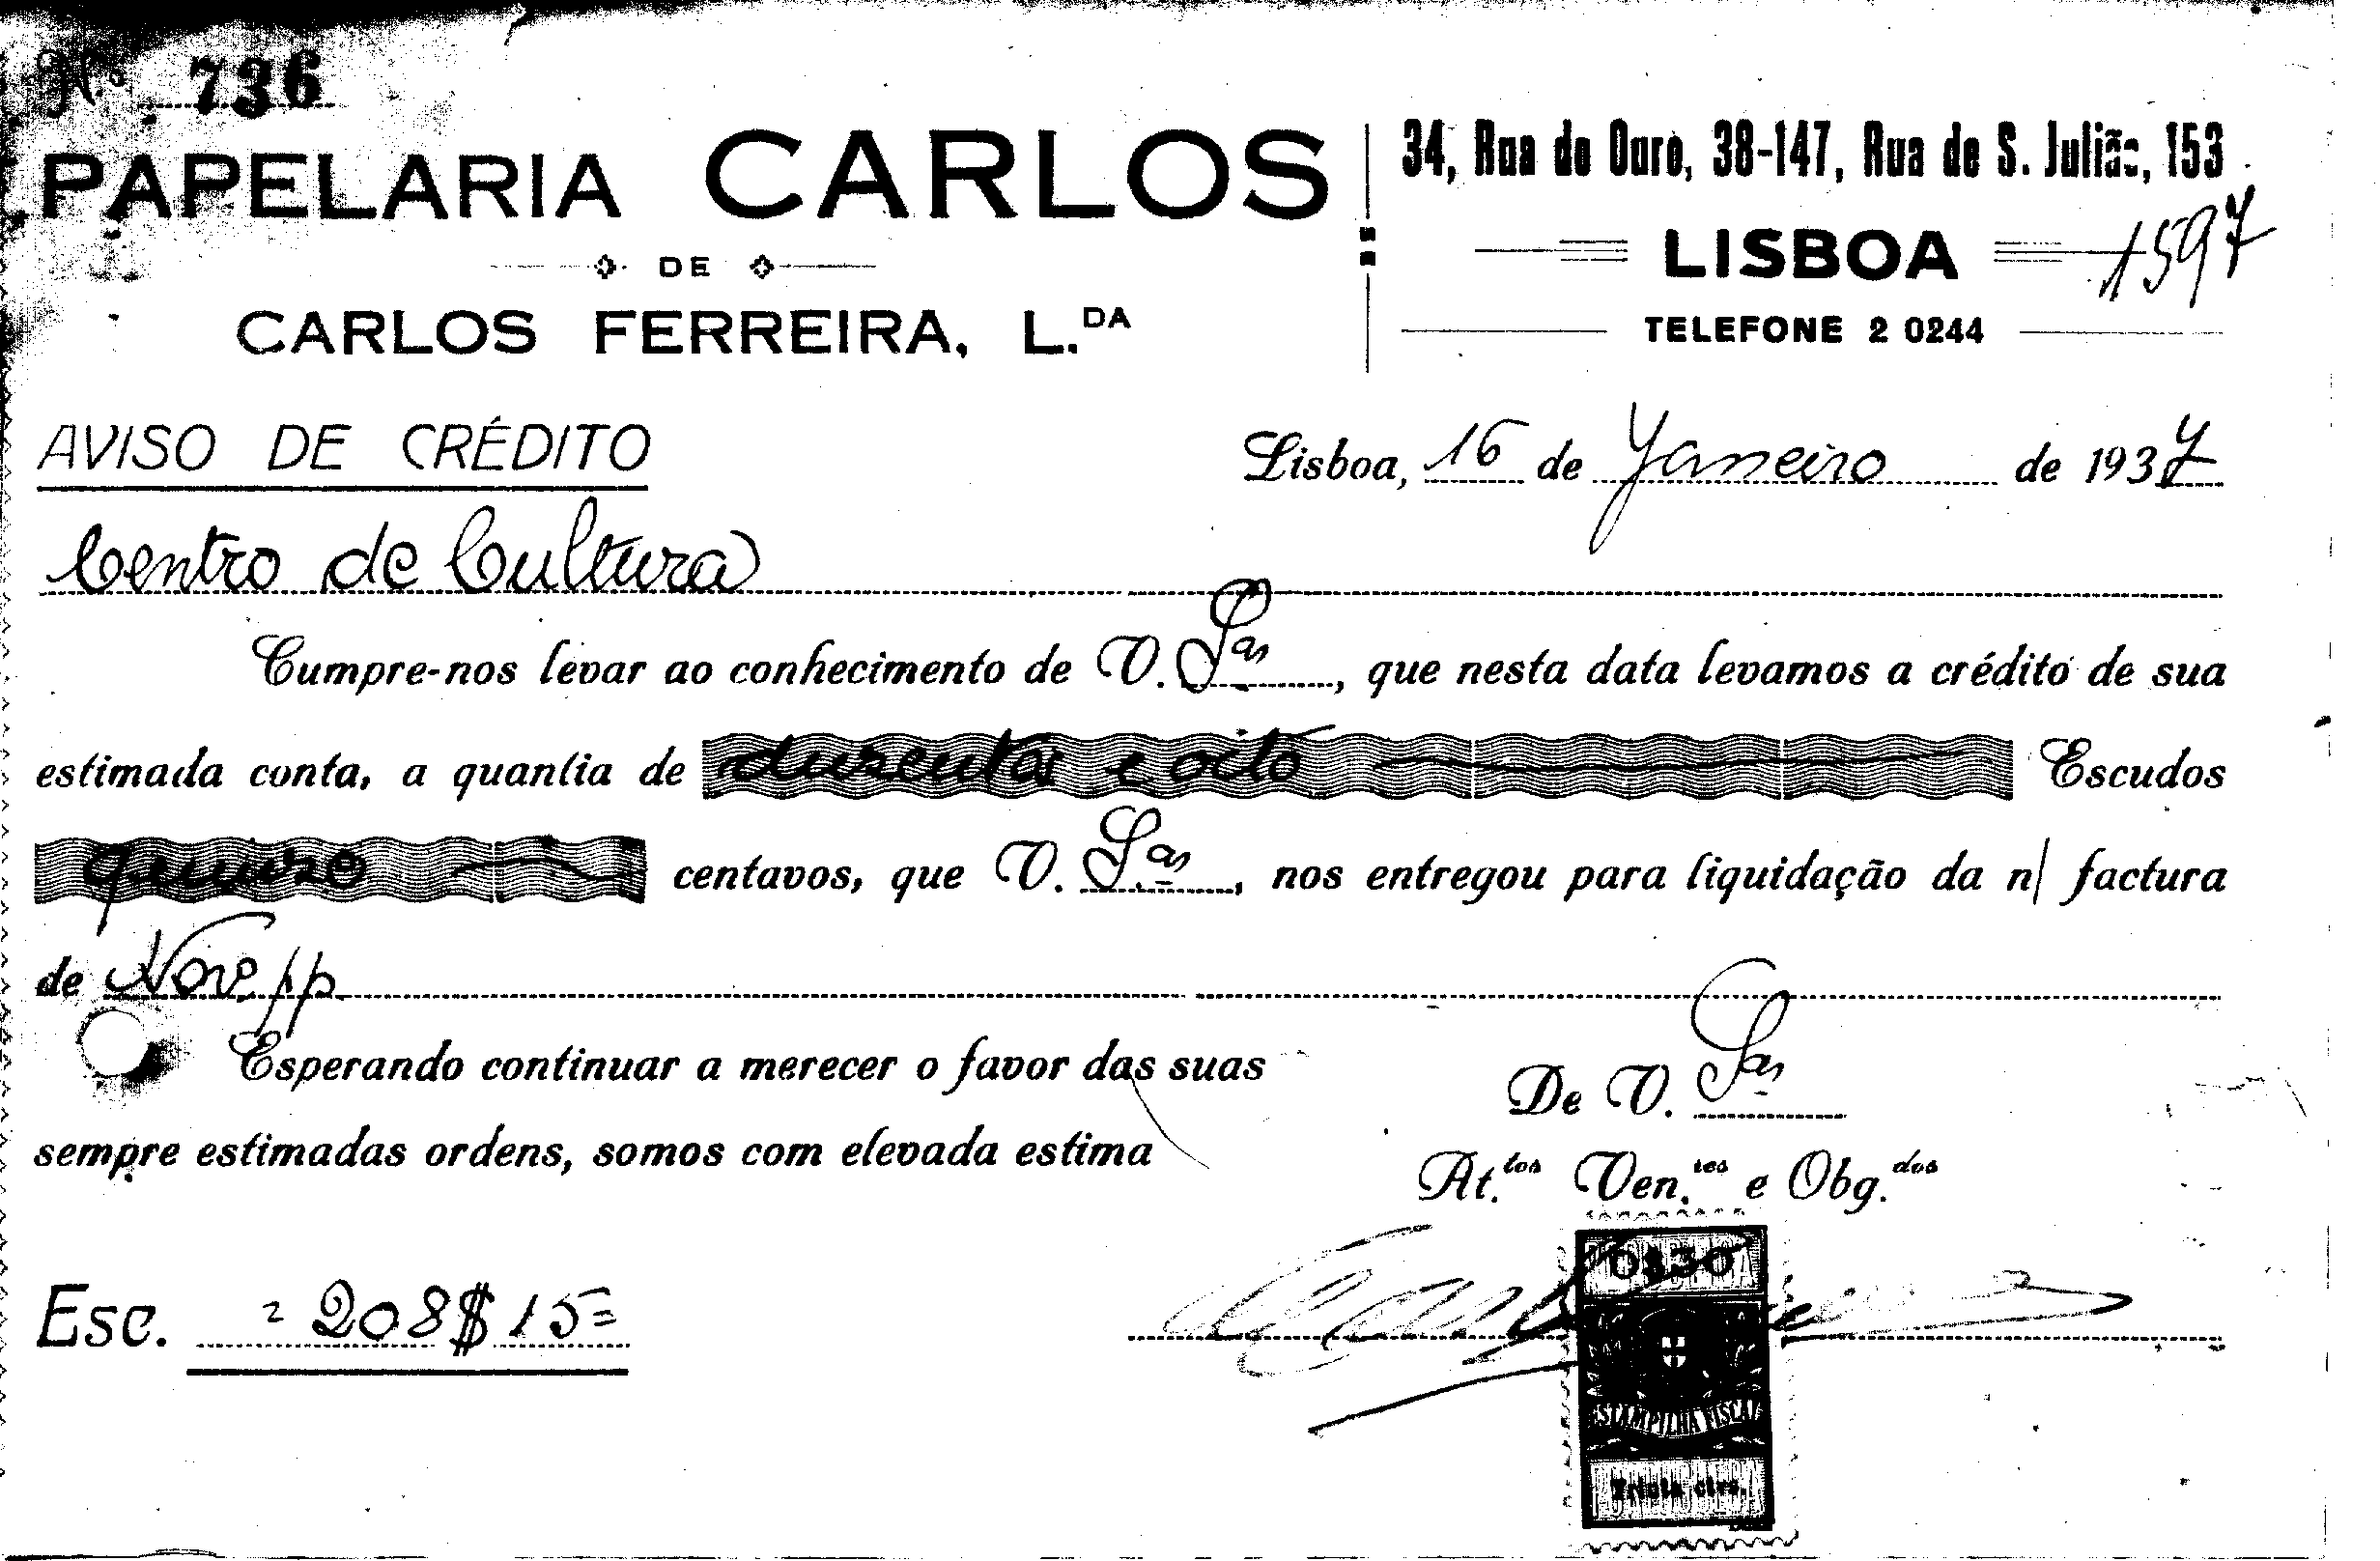 N.º 736
PAPELARIA CARLOS
DE
CARLOS FERREIRA, L.DA
34, Rua do Ouro, 38-147, Rua de S. Julião, 153
LISBOA
1597
TELEFONE 2 0244
AVISO DE CRÉDITO
Lisboa, 16 de Janeiro de 1937
Centro de Cultura
Cumpre-nos levar ao conhecimento de V. Sas, que nesta data levamos a crédito de sua
estimada conta, a quantia de duzentos e oito Escudos
quinze centavos, que V. Sas, nos entregou para liquidação da n/ factura
de Novº pp.
Esperando continuar a merecer o favor das suas
sempre estimadas ordens, somos com elevada estima
De V. Sas
At.tos Ven.res e Obg.dos
Esc. = 208$15=
0$30
ESTAMPILHA FISCAL
Trinta ctvs.